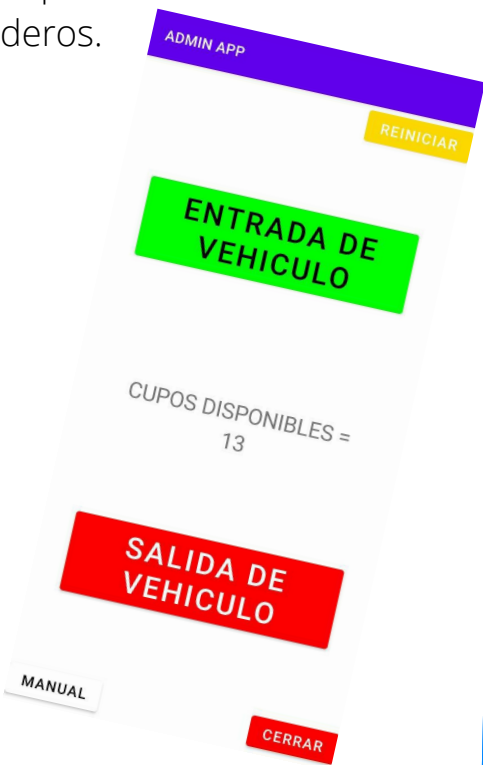 deros.
ADMIN APP
REINICIAR
ENTRADA DE
VEHICULO
CUPOS DISPONIBLES =
13
SALIDA DE
VEHICULO
MANUAL
CERRAR